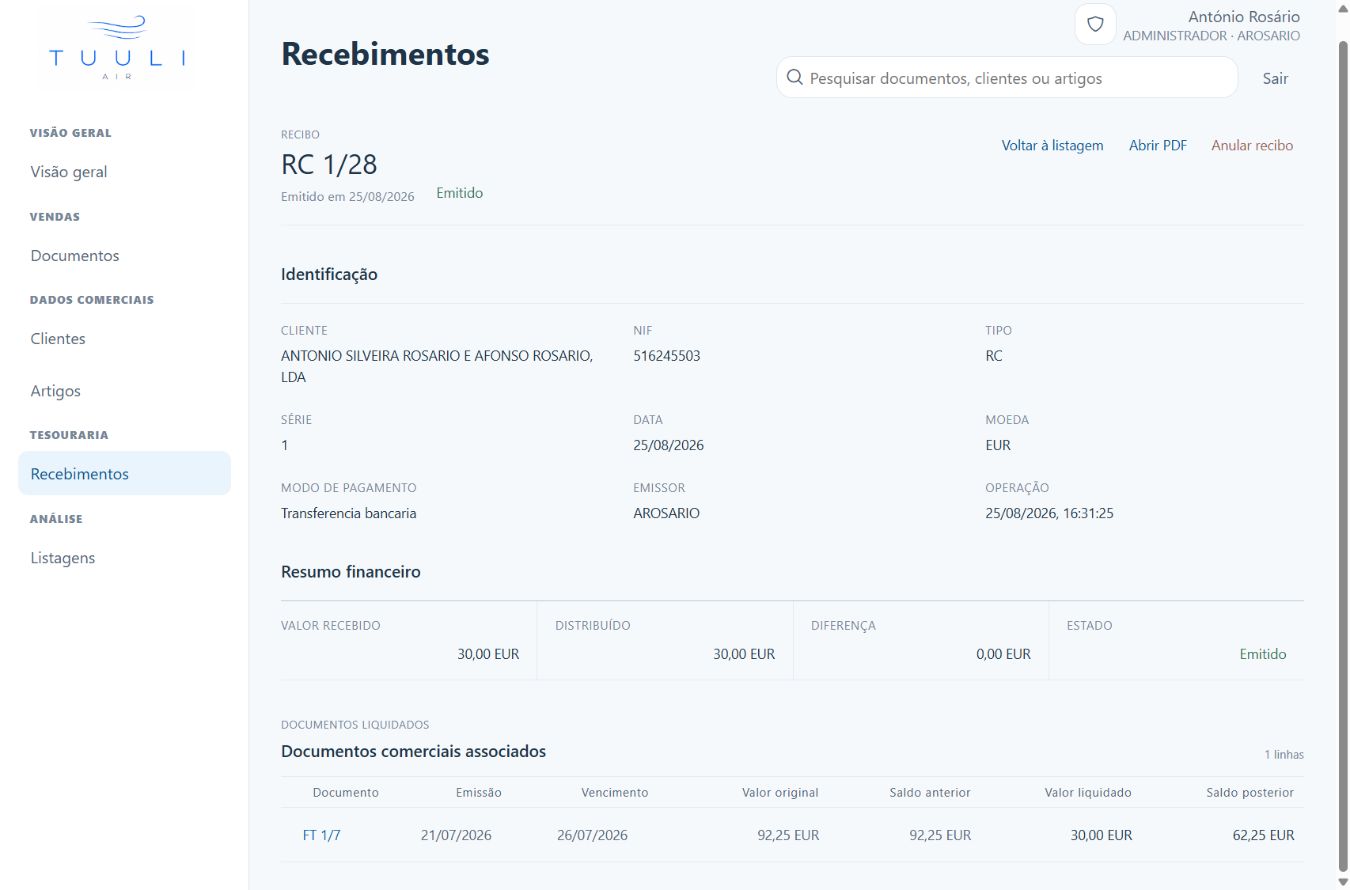 TUULI
AIR
António Rosário
ADMINISTRADOR · AROSARIO
Recebimentos
Pesquisar documentos, clientes ou artigos
Sair
VISÃO GERAL
Visão geral
VENDAS
Documentos
DADOS COMERCIAIS
Clientes
Artigos
TESOURARIA
Recebimentos
ANÁLISE
Listagens
RECIBO
RC 1/28
Emitido em 25/08/2026 Emitido
Voltar à listagem Abrir PDF Anular recibo
Identificação
CLIENTE NIF TIPO
ANTONIO SILVEIRA ROSARIO E AFONSO ROSARIO, 516245503 RC
LDA
SÉRIE DATA MOEDA
1 25/08/2026 EUR
MODO DE PAGAMENTO EMISSOR OPERAÇÃO
Transferencia bancaria AROSARIO 25/08/2026, 16:31:25
Resumo financeiro
VALOR RECEBIDO DISTRIBUÍDO DIFERENÇA ESTADO
30,00 EUR 30,00 EUR 0,00 EUR Emitido
DOCUMENTOS LIQUIDADOS
Documentos comerciais associados 1 linhas
Documento Emissão Vencimento Valor original Saldo anterior Valor liquidado Saldo posterior
FT 1/7 21/07/2026 26/07/2026 92,25 EUR 92,25 EUR 30,00 EUR 62,25 EUR